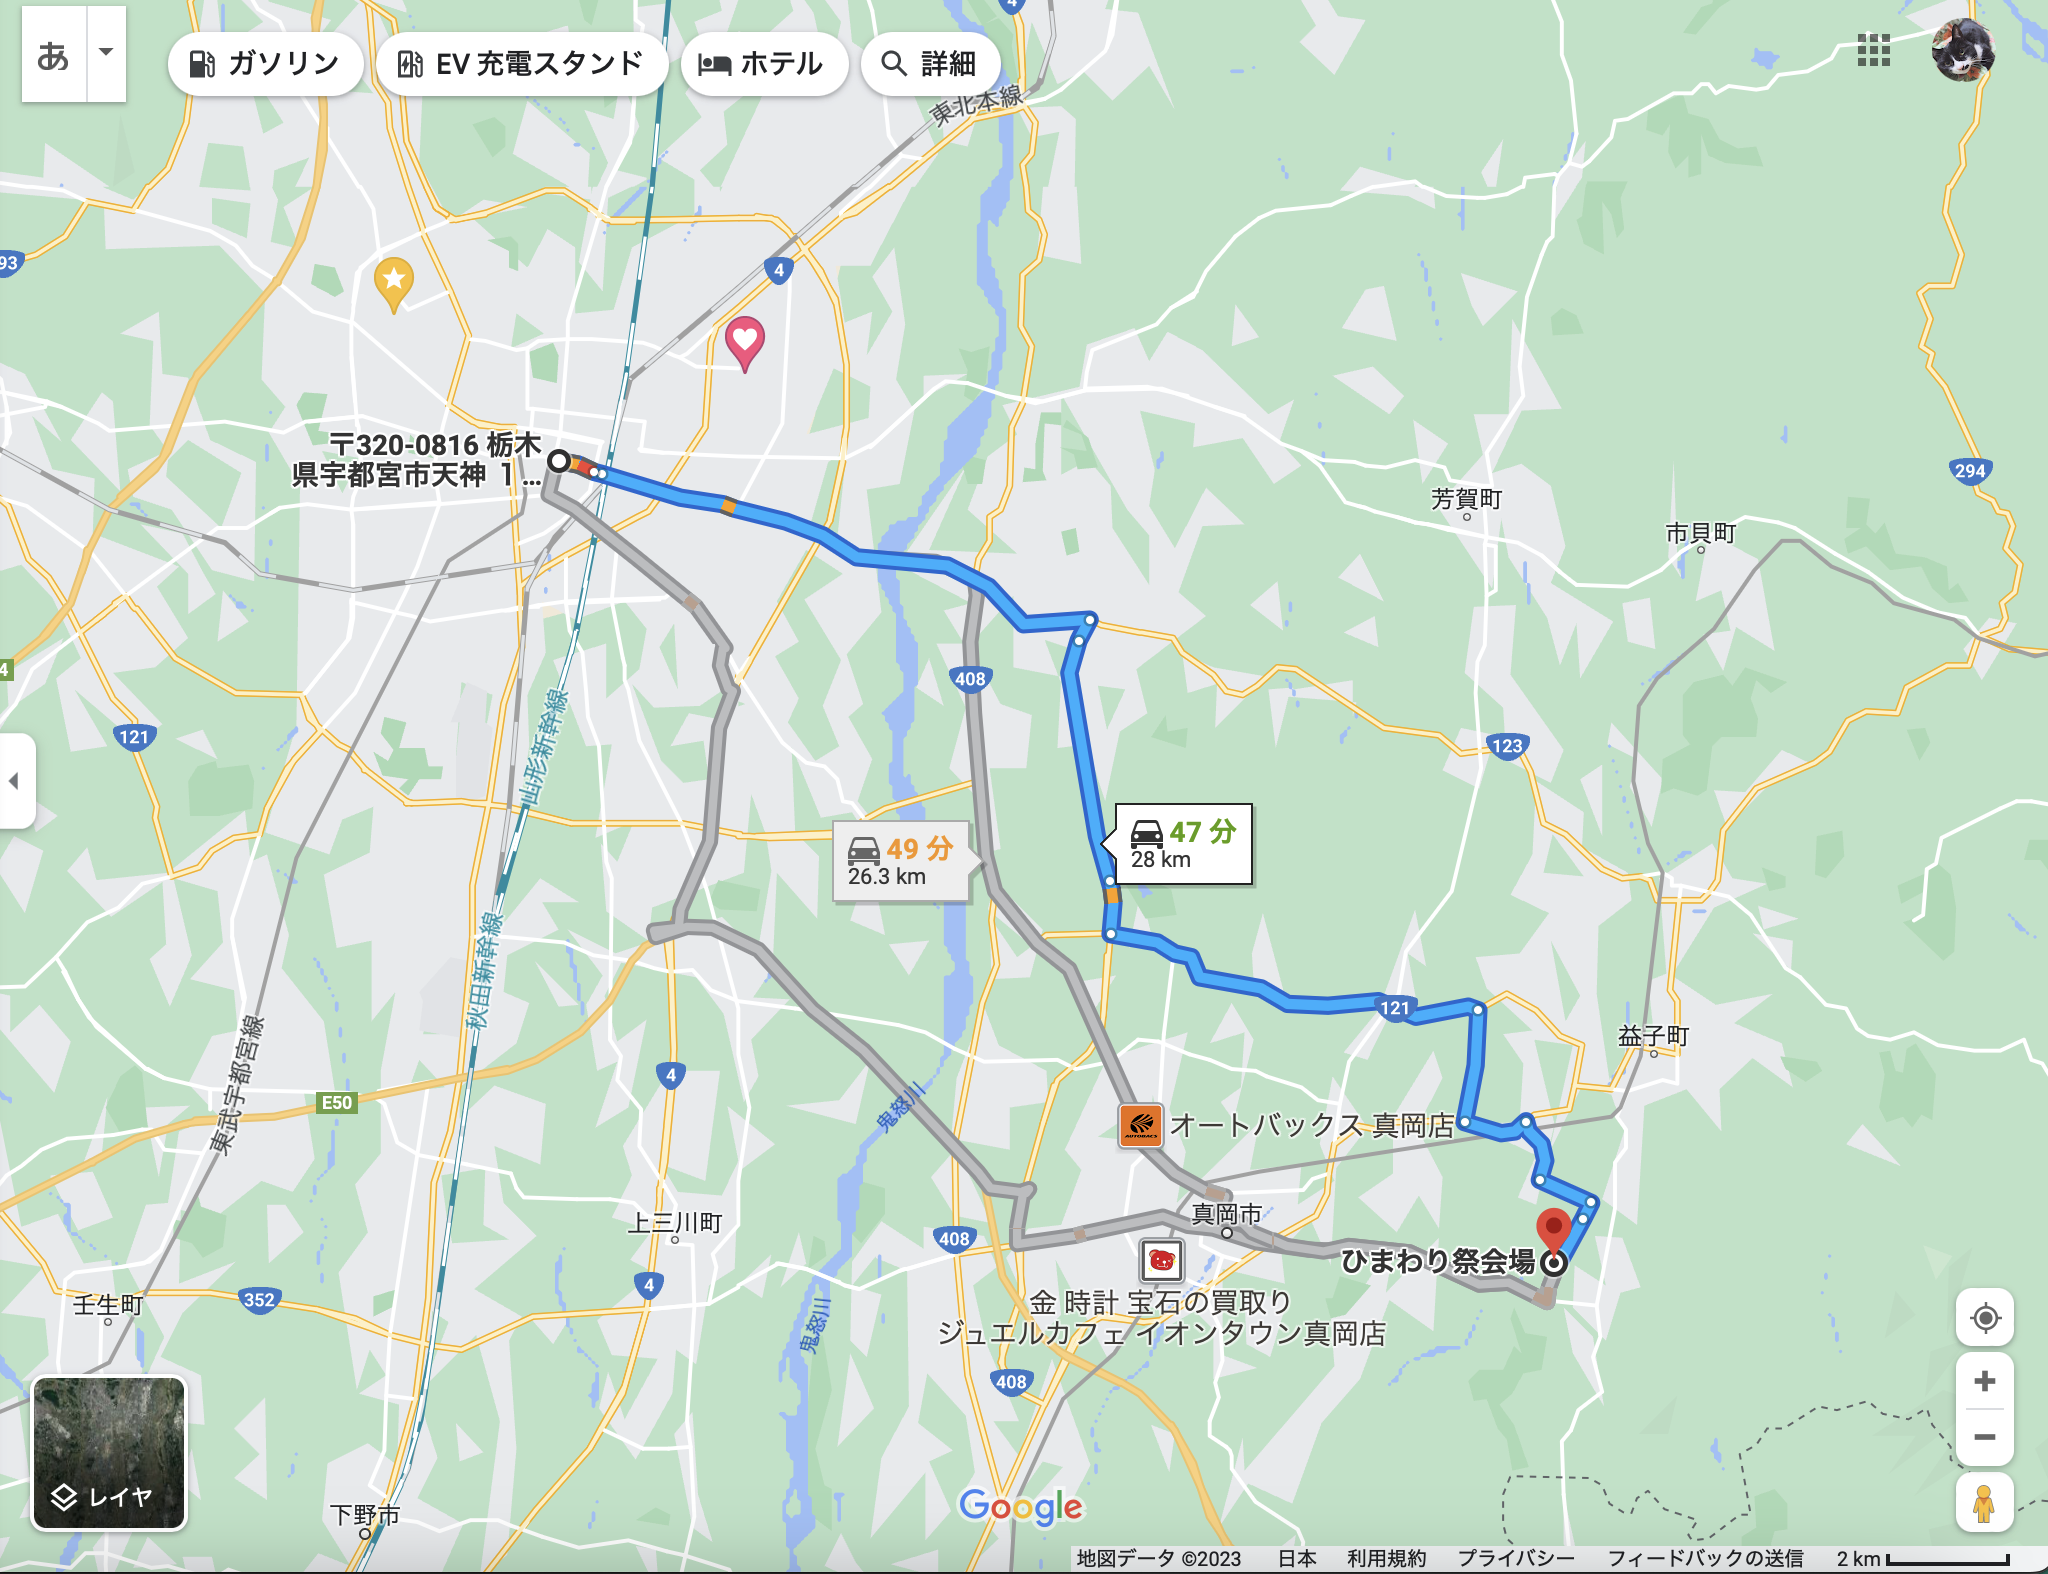 あ
ガソリン
EV 充電スタンド
ホテル
詳細
4
東北本線
93
4
〒320-0816 栃木
県宇都宮市天神 1...
294
芳賀町
市貝町
4
408
121
山形新幹線
123
49 分
26.3 km
47 分
28 km
秋田新幹線
121
益子町
東武宇都宮線
E50
4
鬼怒川
AUTOBACS
オートバックス 真岡店
上三川町
真岡市
408
ひまわり祭会場
4
352
壬生町
鬼怒川
金 時計 宝石の買取り
ジュエルカフェ イオンタウン真岡店
408
レイヤ
下野市
Google
地図データ ©2023 日本 利用規約 プライバシー フィードバックの送信 2 km